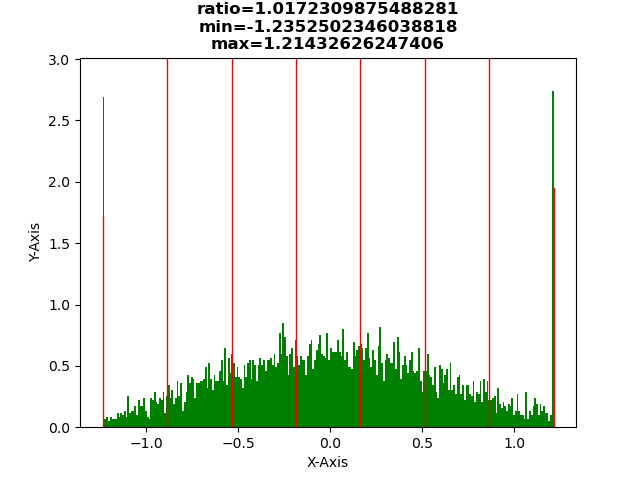 ratio=1.0172309875488281
min=-1.2352502346038818
max=1.21432626247406
3.0
2.5
2.0
1.5
1.0
0.5
0.0
Y-Axis
−1.0 −0.5 0.0 0.5 1.0
X-Axis